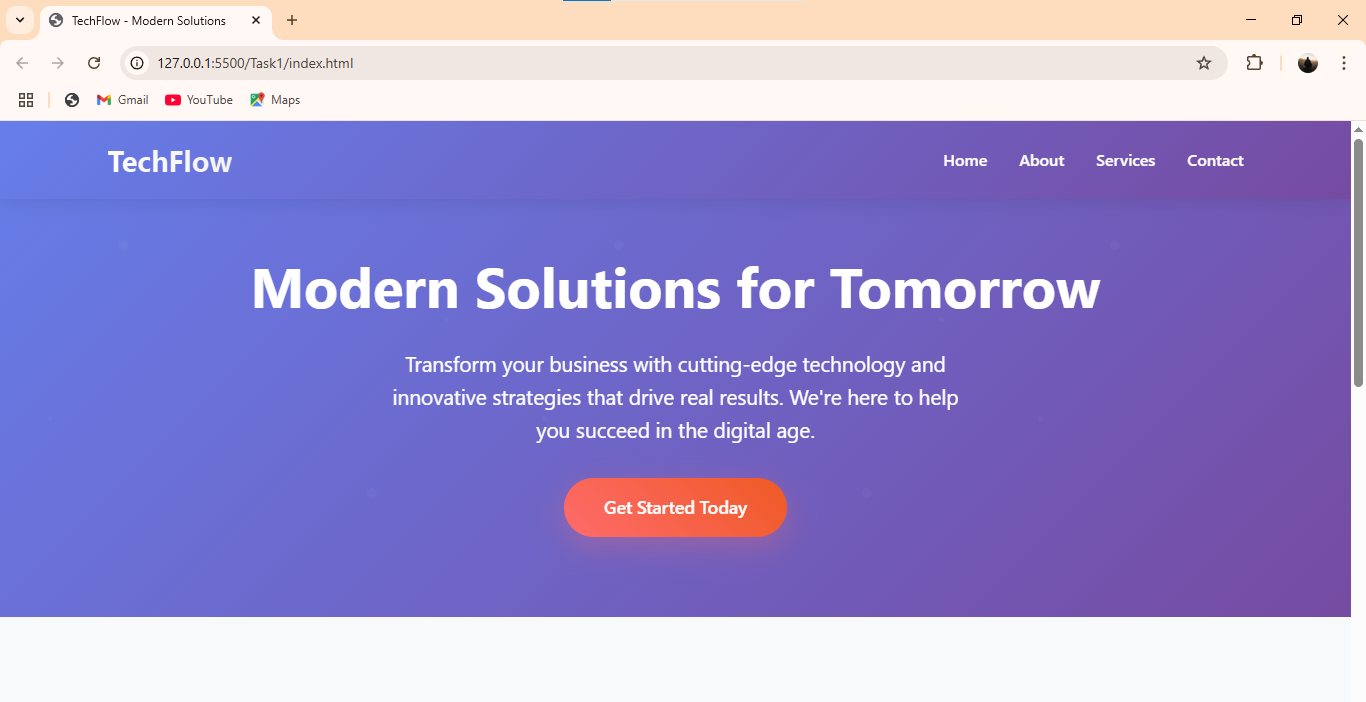 TechFlow - Modern Solutions
127.0.0.1:5500/Task1/index.html
Gmail YouTube Maps
TechFlow Home About Services Contact
Modern Solutions for Tomorrow
Transform your business with cutting-edge technology and
innovative strategies that drive real results. We're here to help
you succeed in the digital age.
Get Started Today